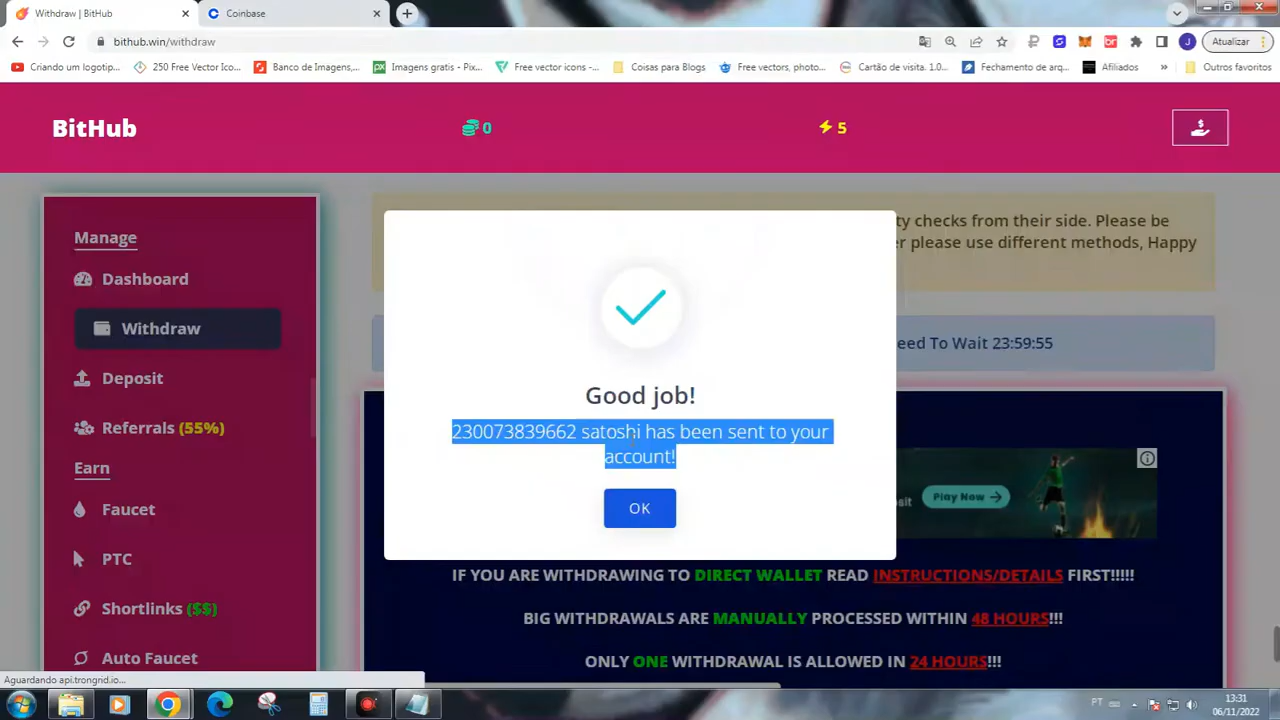 Withdraw | BitHub
Coinbase
bithub.win/withdraw
Atualizar
Criando um logotip...
250 Free Vector Ico...
Banco de Imagens,...
Imagens gratis - Pix...
Free vector icons -...
Coisas para Blogs
Free vectors, photo...
Cartão de visita. 1.0...
Fechamento de arq...
Afiliados
»
Outros favoritos
BitHub
0
5
Manage
Dashboard
Withdraw
Deposit
Referrals (55%)
Earn
Faucet
PTC
Shortlinks ($$)
Auto Faucet
ty checks from their side. Please be
r please use different methods, Happy
eed To Wait 23:59:55
Good job!
230073839662 satoshi has been sent to your
account!
OK
osit
Play Now →
IF YOU ARE WITHDRAWING TO DIRECT WALLET READ INSTRUCTIONS/DETAILS FIRST!!!!!
BIG WITHDRAWALS ARE MANUALLY PROCESSED WITHIN 48 HOURS!!!
ONLY ONE WITHDRAWAL IS ALLOWED IN 24 HOURS!!!
Aguardando api.trongrid.io...
PT
13:31
06/11/2022